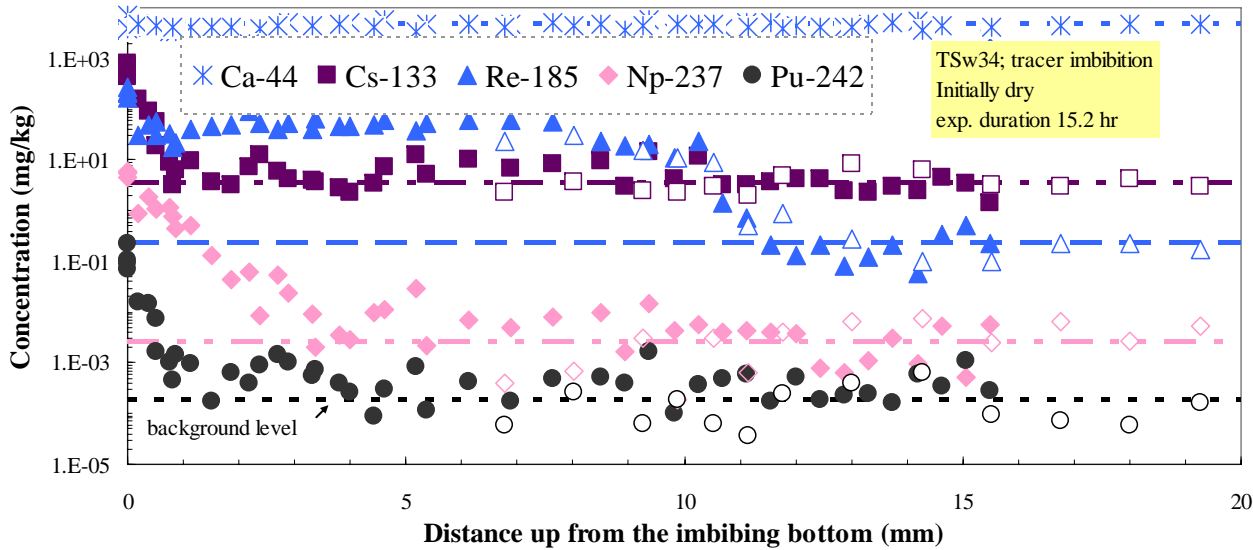 1.E+03
1.E+01
1.E-01
1.E-03
1.E-05
Concentration (mg/kg)
Ca-44 Cs-133 Re-185 Np-237 Pu-242
TSw34; tracer imbibition
Initially dry
exp. duration 15.2 hr
background level
0 5 10 15 20
Distance up from the imbibing bottom (mm)